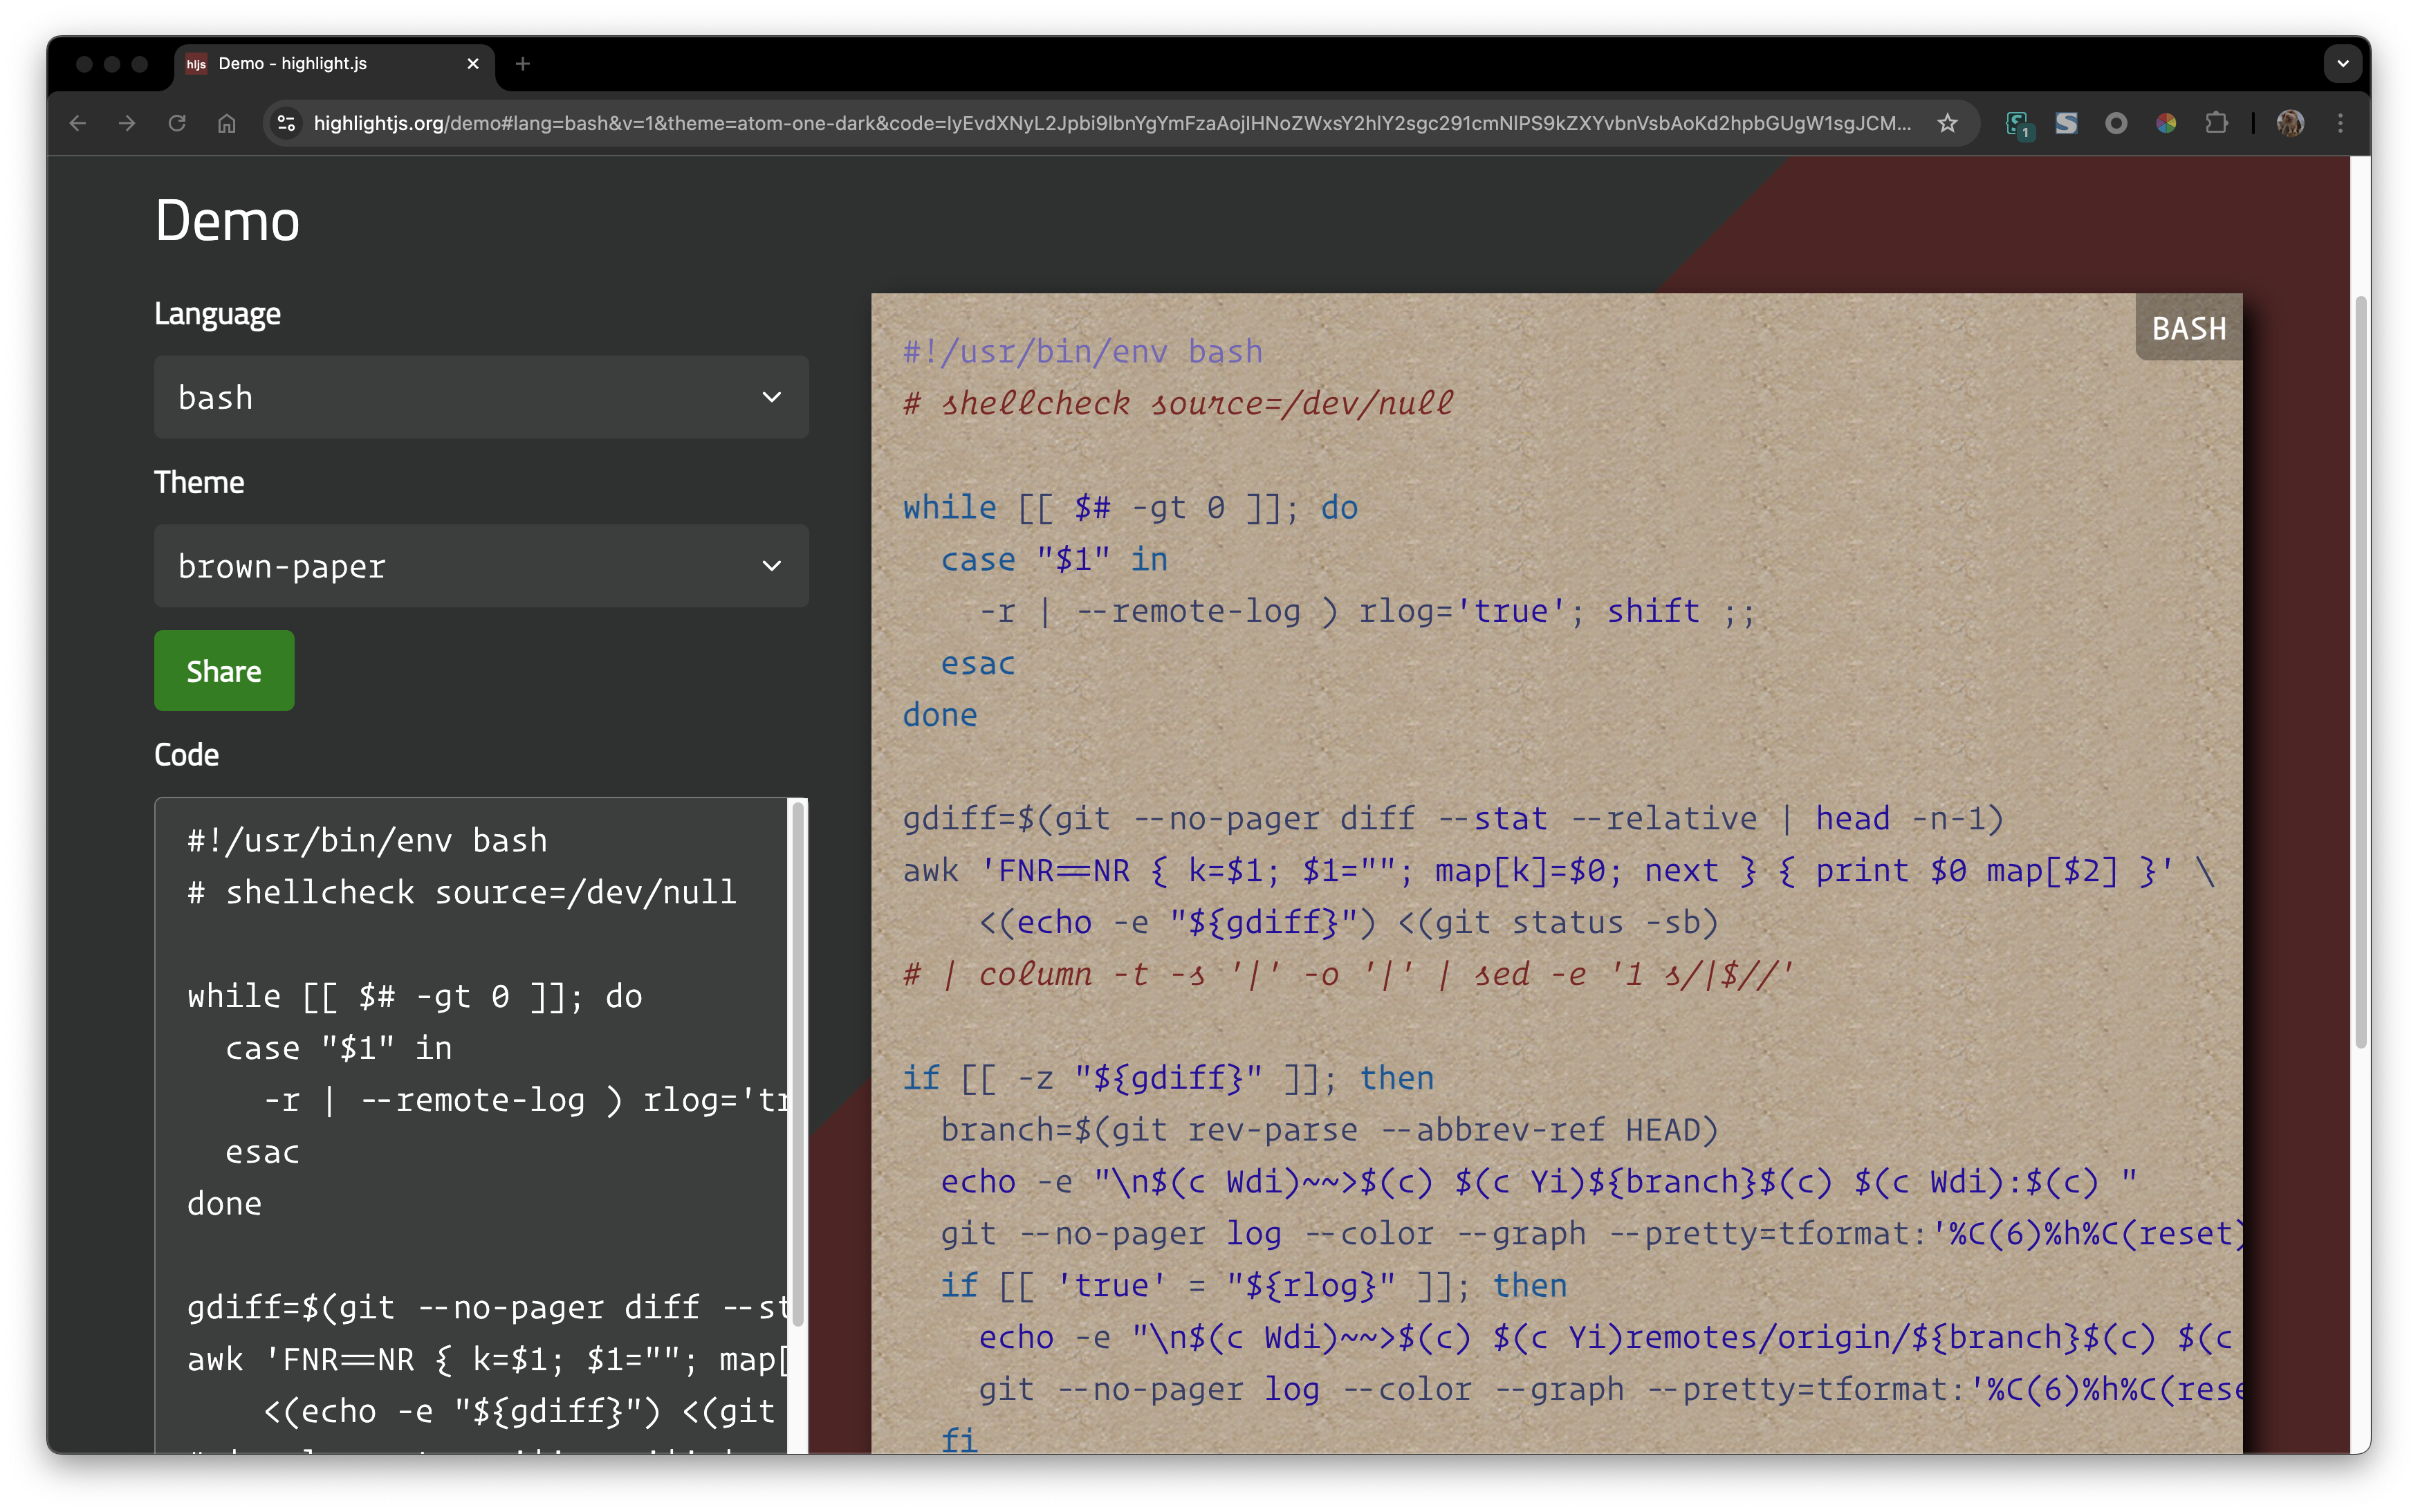 hljs Demo - highlight.js
highlightjs.org/demo#lang=bash&v=1&theme=atom-one-dark&code=IyEvdXNyL2Jpbi9lbnYgYmFzaAojIHNoZWxsY2hlY2sgc291cmNlPS9kZXYvbnVsbAoKd2hpbGUgW1sgJCM...
1
Demo
Language
bash
Theme
brown-paper
Share
Code
#!/usr/bin/env bash
# shellcheck source=/dev/null
while [[ $# -gt 0 ]]; do
  case "$1" in
    -r | --remote-log ) rlog='tr
  esac
done
gdiff=$(git --no-pager diff --st
awk 'FNR==NR { k=$1; $1=""; map[
    <(echo -e "${gdiff}") <(git
BASH
#!/usr/bin/env bash
# shellcheck source=/dev/null
while [[ $# -gt 0 ]]; do
  case "$1" in
    -r | --remote-log ) rlog='true'; shift ;;
  esac
done
gdiff=$(git --no-pager diff --stat --relative | head -n-1)
awk 'FNR==NR { k=$1; $1=""; map[k]=$0; next } { print $0 map[$2] }' \
    <(echo -e "${gdiff}") <(git status -sb)
# | column -t -s '|' -o '|' | sed -e '1 s/|$//'
if [[ -z "${gdiff}" ]]; then
  branch=$(git rev-parse --abbrev-ref HEAD)
  echo -e "\n$(c Wdi)~~>$(c) $(c Yi)${branch}$(c) $(c Wdi):$(c) "
  git --no-pager log --color --graph --pretty=tformat:'%C(6)%h%C(reset)
  if [[ 'true' = "${rlog}" ]]; then
    echo -e "\n$(c Wdi)~~>$(c) $(c Yi)remotes/origin/${branch}$(c) $(c
    git --no-pager log --color --graph --pretty=tformat:'%C(6)%h%C(rese
  fi